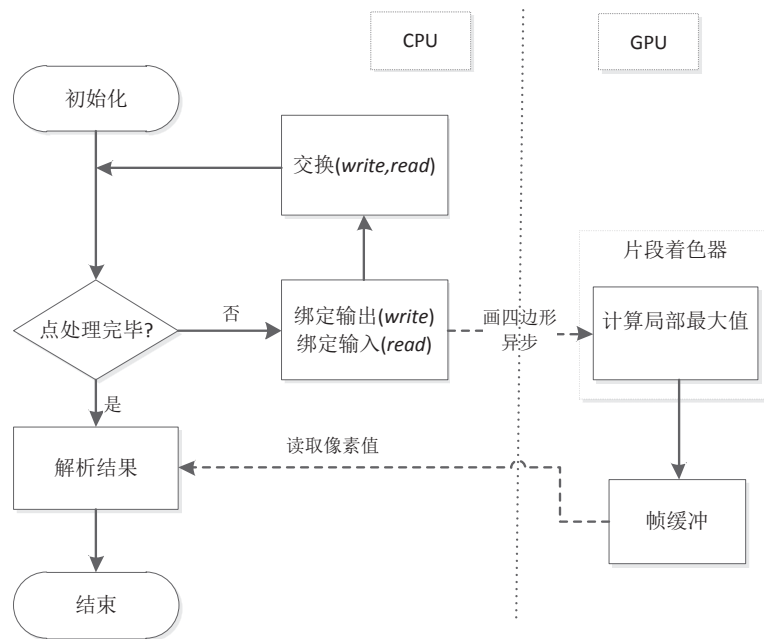 CPU
GPU
初始化
交换(write,read)
片段着色器
点处理完毕?
否
绑定输出(write)
绑定输入(read)
画四边形
异步
计算局部最大值
是
解析结果
读取像素值
帧缓冲
结束